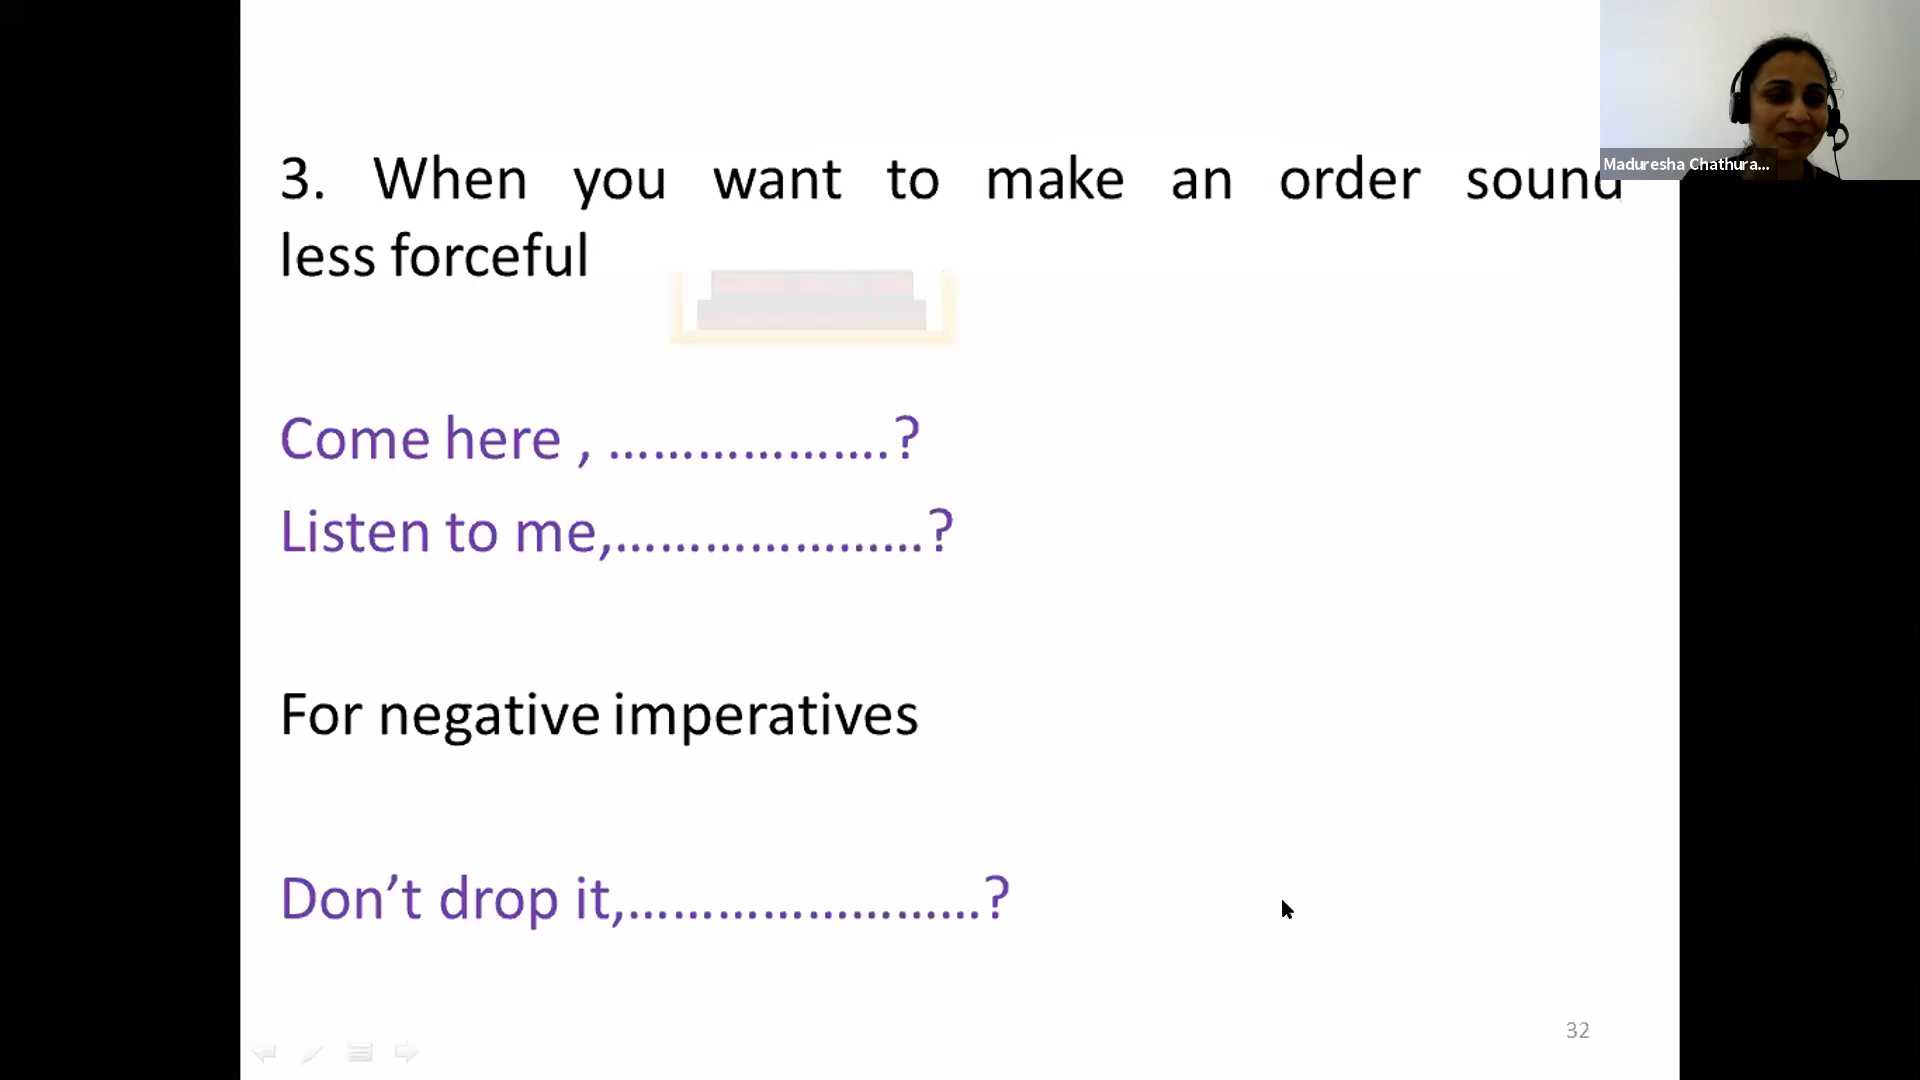 3. When you want to make an order sound
less forceful
Come here , ……………….?
Listen to me,…………………?
For negative imperatives
Don’t drop it,……………………?
32
Maduresha Chathura...